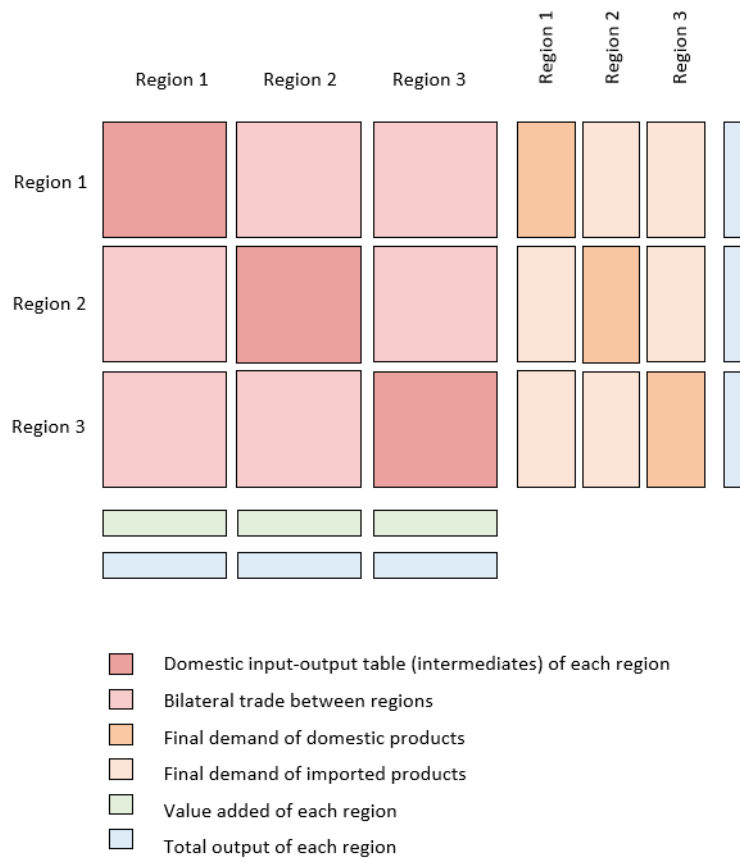 Region 1
Region 2
Region 3
Region 1
Region 2
Region 3
Region 1
Region 2
Region 3
Domestic input-output table (intermediates) of each region
Bilateral trade between regions
Final demand of domestic products
Final demand of imported products
Value added of each region
Total output of each region